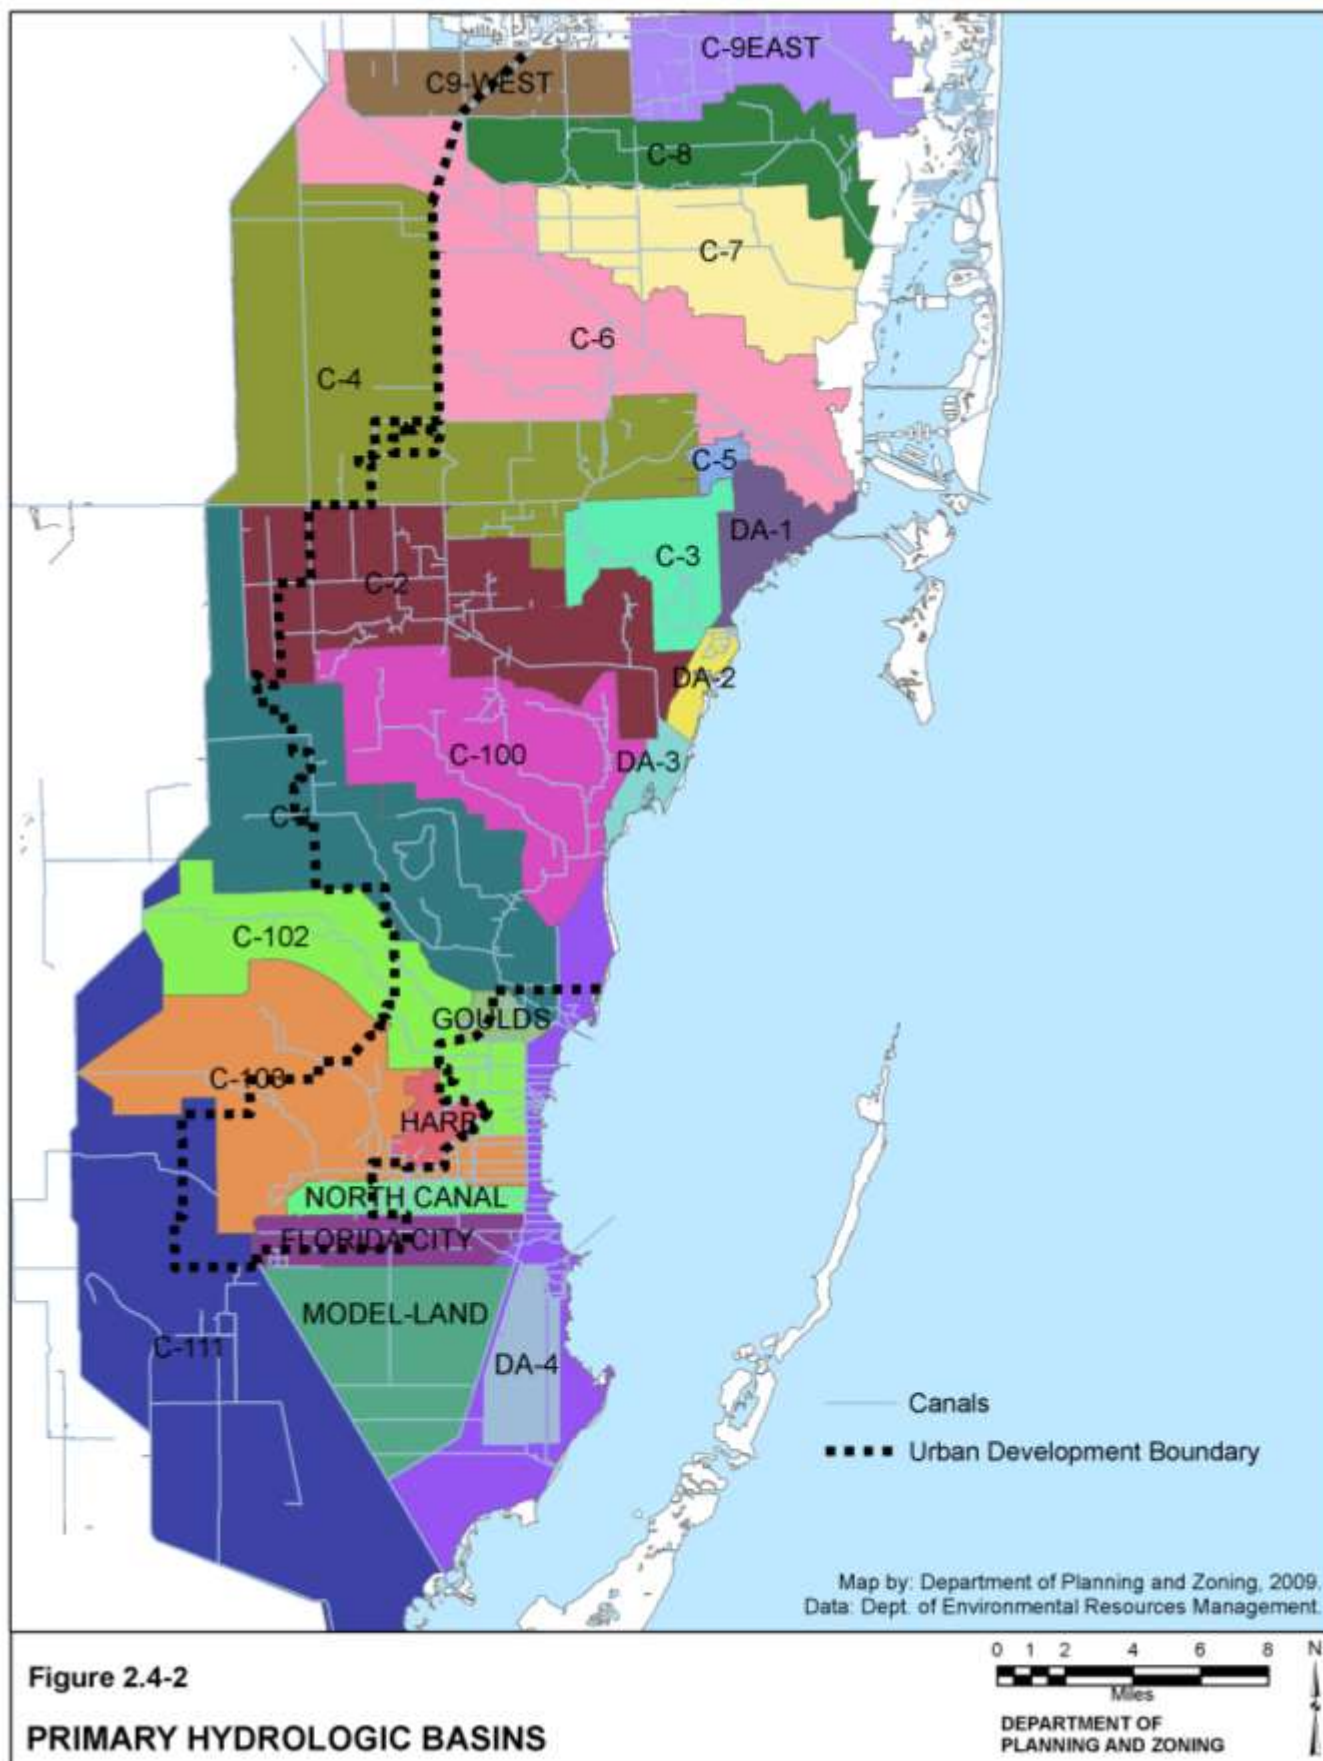 C-9EAST
C9-WEST
C-8
C-7
C-6
C-4
C-5
DA-1
C-3
C-2
DA-2
C-100
DA-3
C-1
C-102
GOULDS
C-103
HARR
NORTH CANAL
FLORIDA CITY
MODEL-LAND
C-111
DA-4
Canals
Urban Development Boundary
Map by: Department of Planning and Zoning, 2009.
Data: Dept. of Environmental Resources Management.
Figure 2.4-2
PRIMARY HYDROLOGIC BASINS
0 1 2 4 6 8
Miles
DEPARTMENT OF
PLANNING AND ZONING
N